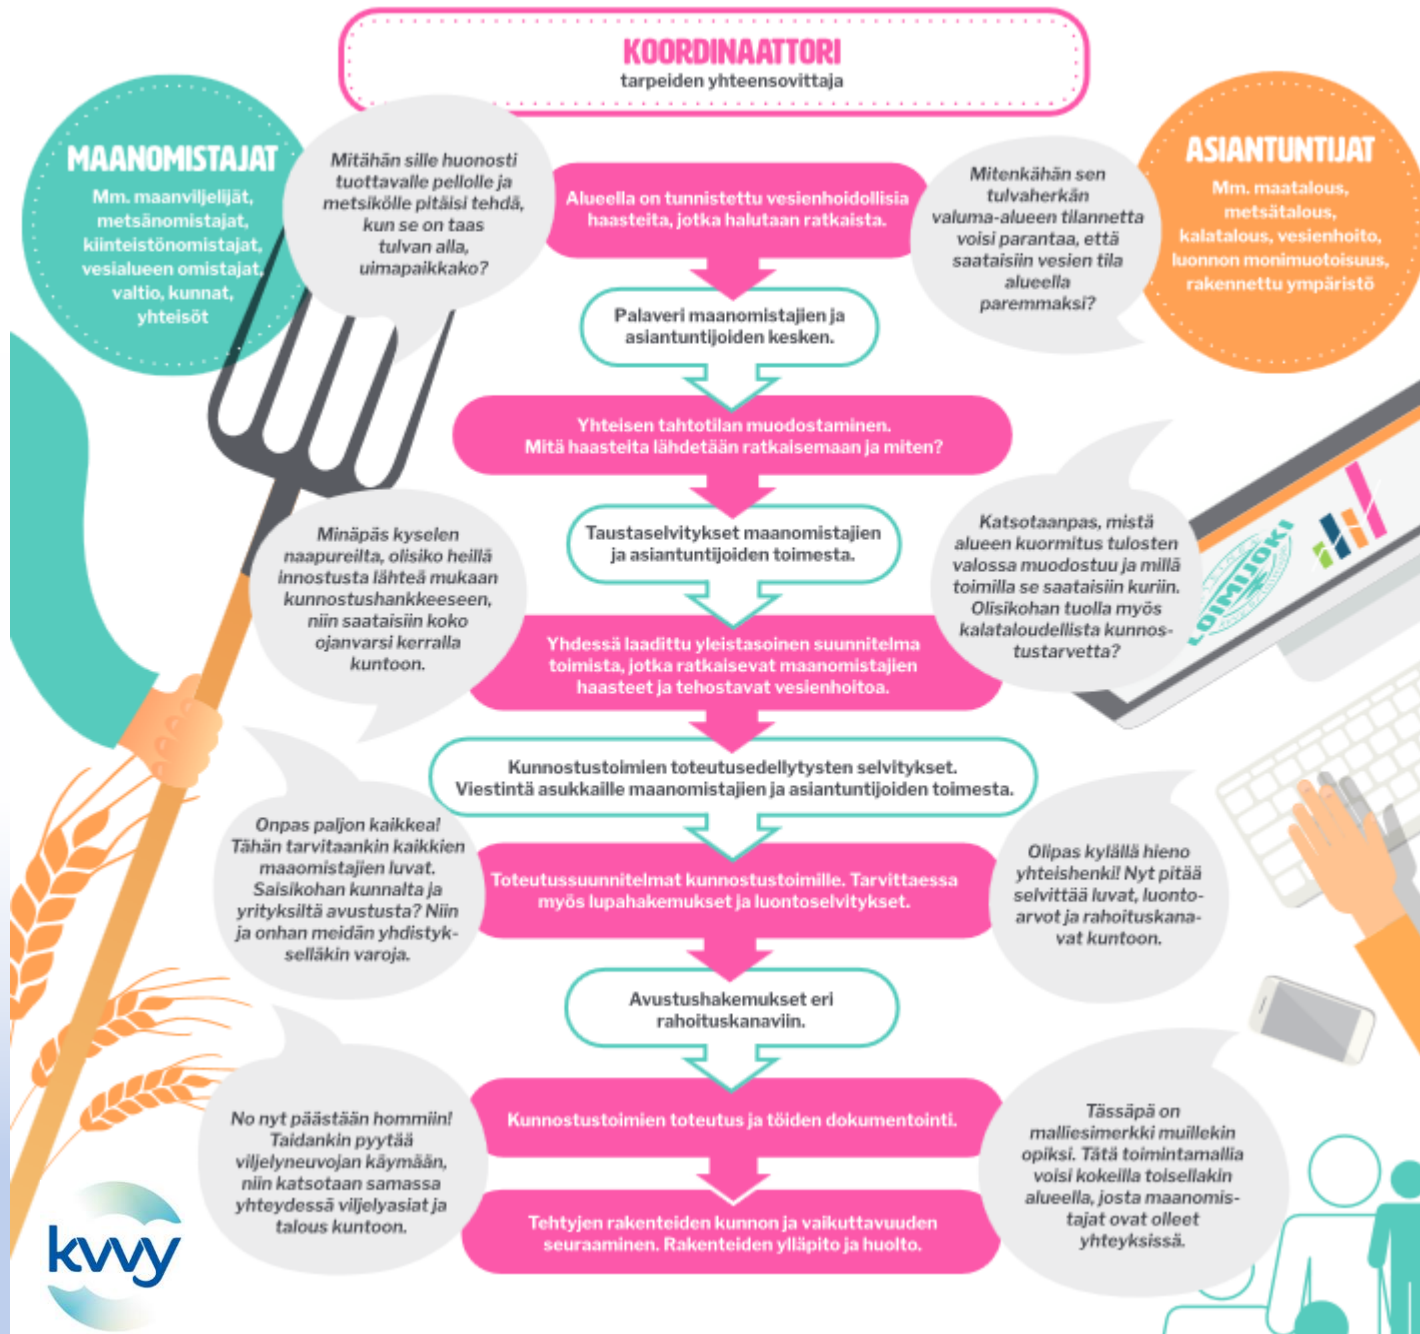 KOORDINAATTORI
tarpeiden yhteensovittaja
MAANOMISTAJAT
Mm. maanviljelijät,
metsänomistajat,
kiinteistönomistajat,
vesialueen omistajat,
valtio, kunnat,
yhteisöt
Mitähän sille huonosti
tuottavalle pellolle ja
metsikölle pitäisi tehdä,
kun se on taas
tulvan alla,
uimapaikkako?
Alueella on tunnistettu vesienhoidollisia
haasteita, jotka halutaan ratkaista.
Mitenkähän sen
tulvaherkän
valuma-alueen tilannetta
voisi parantaa, että
saataisiin vesien tila
alueella
paremmaksi?
ASIANTUNTIJAT
Mm. maatalous,
metsätalous,
kalatalous, vesienhoito,
luonnon monimuotoisuus,
rakennettu ympäristö
Palaveri maanomistajien ja
asiantuntijoiden kesken.
Yhteisen tahtotilan muodostaminen.
Mitä haasteita lähdetään ratkaisemaan ja miten?
Minäpäs kyselen
naapureilta, olisiko heillä
innostusta lähteä mukaan
kunnostushankkeeseen,
niin saataisiin koko
ojanvarsi kerralla
kuntoon.
Taustaselvitykset maanomistajien
ja asiantuntijoiden toimesta.
Katsotaanpas, mistä
alueen kuormitus tulosten
valossa muodostuu ja millä
toimilla se saataisiin kuriin.
Olisikohan tuolla myös
kalataloudellista kunnos-
tustarvetta?
LOIMIJOKI
Yhdessä laadittu yleistasoinen suunnitelma
toimista, jotka ratkaisevat maanomistajien
haasteet ja tehostavat vesienhoitoa.
Kunnostustoimien toteutusedellytysten selvitykset.
Viestintä asukkaille maanomistajien ja asiantuntijoiden toimesta.
Onpas paljon kaikkea!
Tähän tarvitaankin kaikkien
maaomistajien luvat.
Saisikohan kunnalta ja
yrityksiltä avustusta? Niin
ja onhan meidän yhdistyk-
selläkin varoja.
Toteutussuunnitelmat kunnostustoimille. Tarvittaessa
myös lupahakemukset ja luontoselvitykset.
Olipas kylällä hieno
yhteishenki! Nyt pitää
selvittää luvat, luonto-
arvot ja rahoituskana-
vat kuntoon.
Avustushakemukset eri
rahoituskanaviin.
No nyt päästään hommiin!
Taidankin pyytää
viljelyneuvojan käymään,
niin katsotaan samassa
yhteydessä viljelyasiat ja
talous kuntoon.
Kunnostustoimien toteutus ja töiden dokumentointi.
Tässäpä on
malliesimerkki muillekin
opiksi. Tätä toimintamallia
voisi kokeilla toisellakin
alueella, josta maanomis-
tajat ovat olleet
yhteyksissä.
Tehtyjen rakenteiden kunnon ja vaikuttavuuden
seuraaminen. Rakenteiden ylläpito ja huolto.
kvvy